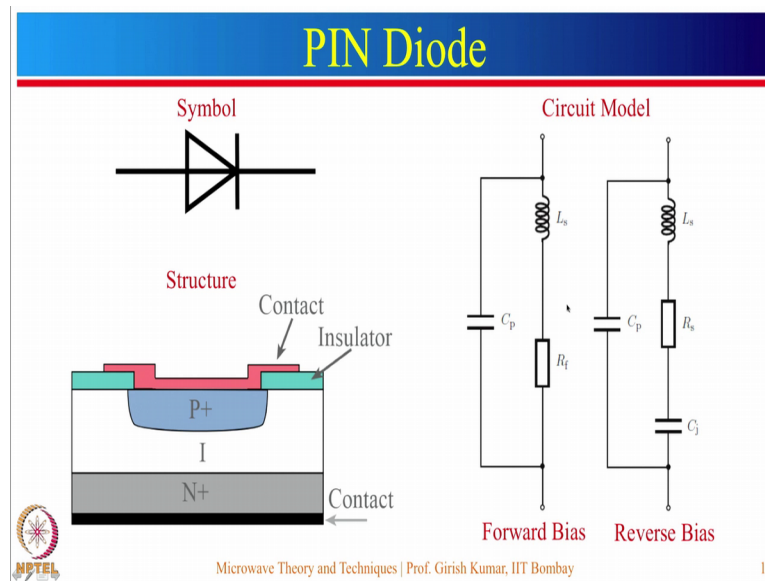 PIN Diode
Symbol
Circuit Model
Structure
Contact
Insulator
P+
I
N+
Contact
Cp
Ls
Rf
Cp
Ls
Rs
Cj
Forward Bias
Reverse Bias
NPTEL
Microwave Theory and Techniques | Prof. Girish Kumar, IIT Bombay